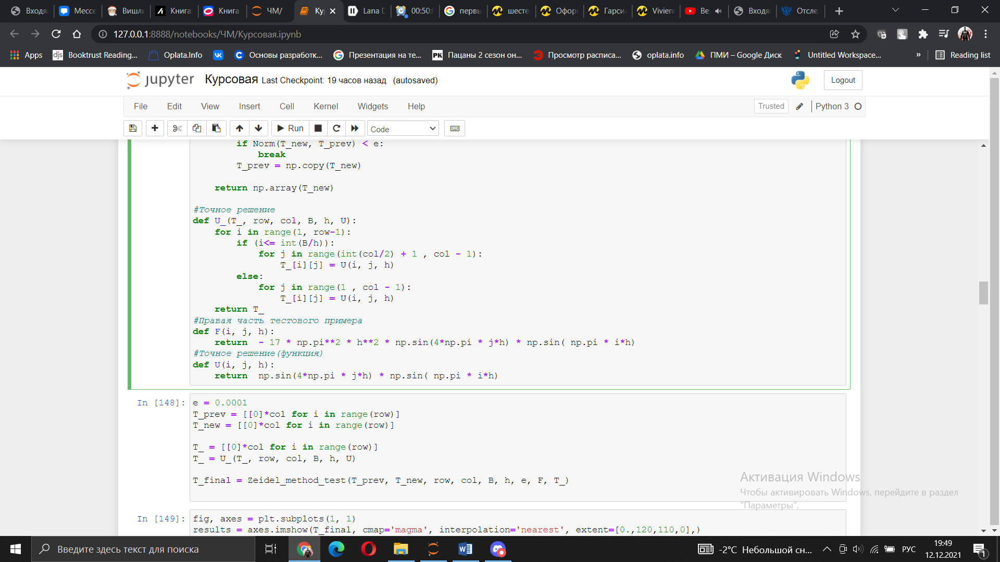 Входя
Мессе
Вишли
Книга:
Книга
ЧМ/
Ку
Lana D
00:50:0
первы
шесте
Офор
Гарси
Vivien
Be
Входя
Отсле
127.0.0.1:8888/notebooks/ЧМ/Курсовая.ipynb
Apps
Booktrust Reading...
Oplata.Info
Основы разработк...
Презентация на те...
Пацаны 2 сезон он...
Просмотр расписа...
oplata.info
ПМИ – Google Диск
Untitled Workspace...
»
Reading list
jupyter Курсовая Last Checkpoint: 19 часов назад (autosaved)
Logout
File Edit View Insert Cell Kernel Widgets Help
Trusted
Python 3
Run
Code
if Norm(T_new, T_prev) < e:
break
T_prev = np.copy(T_new)
return np.array(T_new)
#Точное решение
def U_(T_, row, col, B, h, U):
for i in range(1, row-1):
if (i<= int(B/h)):
for j in range(int(col/2) + 1 , col - 1):
T_[i][j] = U(i, j, h)
else:
for j in range(1 , col - 1):
T_[i][j] = U(i, j, h)
return T_
#Правая часть тестового примера
def F(i, j, h):
return - 17 * np.pi**2 * h**2 * np.sin(4*np.pi * j*h) * np.sin( np.pi * i*h)
#Точное решение(функция)
def U(i, j, h):
return np.sin(4*np.pi * j*h) * np.sin( np.pi * i*h)
In [148]:
e = 0.0001
T_prev = [[0]*col for i in range(row)]
T_new = [[0]*col for i in range(row)]
T_ = [[0]*col for i in range(row)]
T_ = U_(T_, row, col, B, h, U)
T_final = Zeidel_method_test(T_prev, T_new, row, col, B, h, e, F, T_)
Активация Windows
Чтобы активировать Windows, перейдите в раздел
"Параметры".
In [149]:
fig, axes = plt.subplots(1, 1)
results = axes.imshow(T_final, cmap='magma', interpolation='nearest', extent=[0.,120,110,0],)
Введите здесь текст для поиска
-2°C Небольшой сн...
РУС
19:49
12.12.2021
1